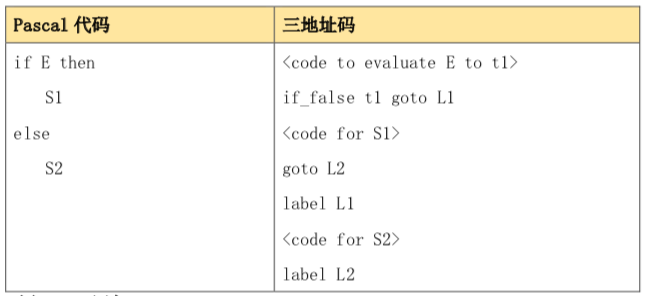 Pascal 代码 三地址码
if E then <code to evaluate E to t1>
S1 if_false t1 goto L1
else <code for S1>
S2 goto L2
label L1
<code for S2>
label L2